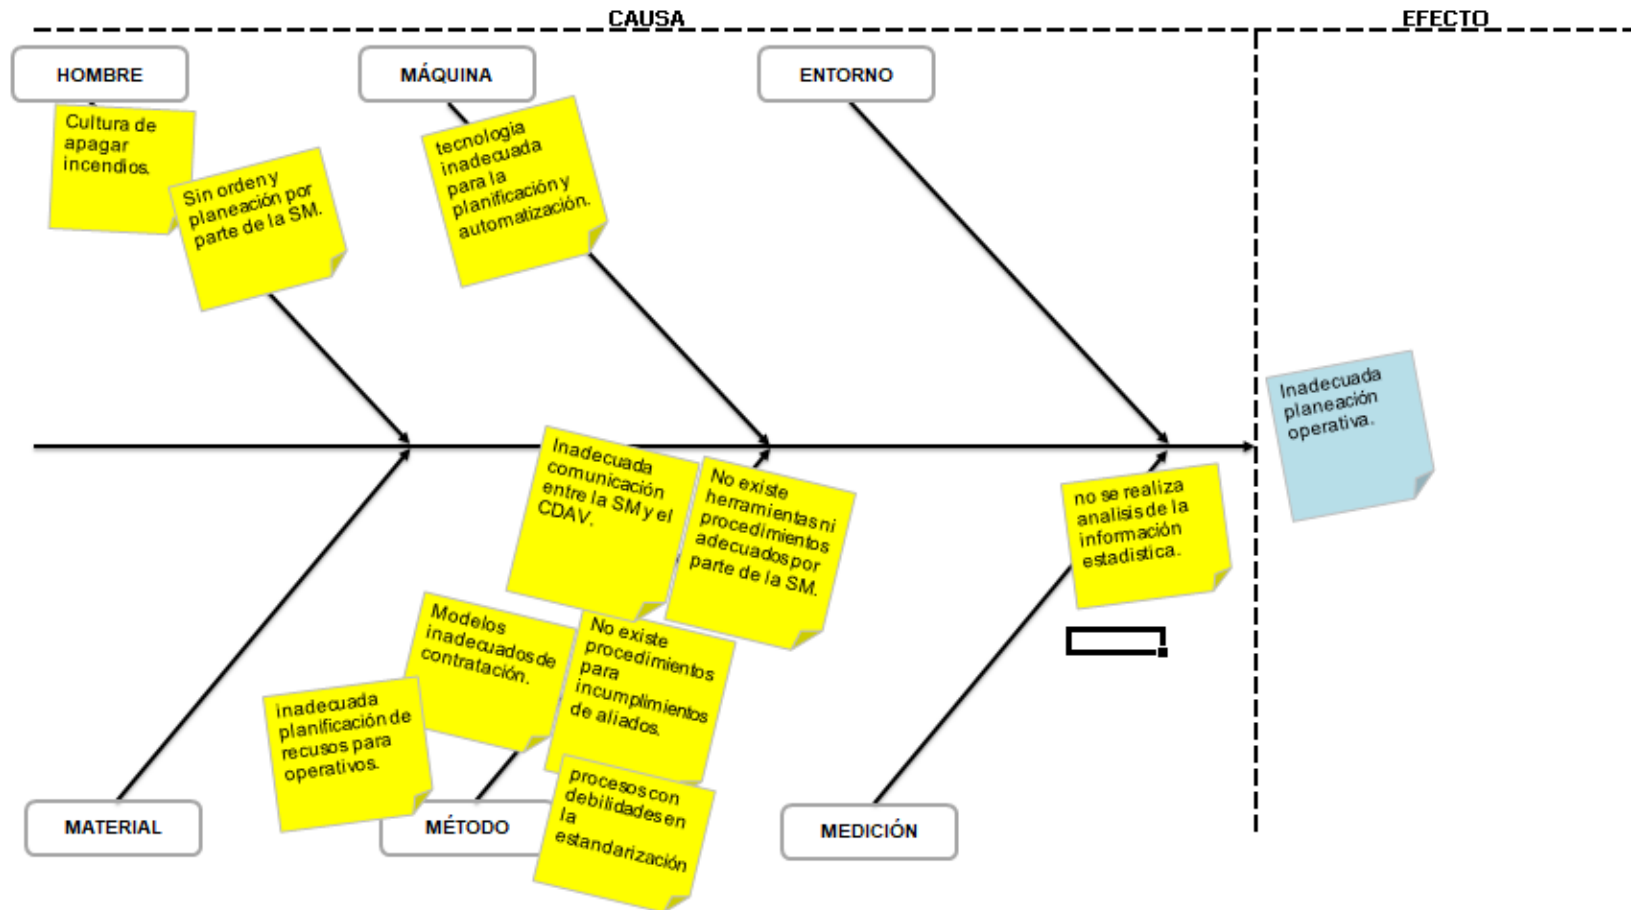 CAUSA
EFECTO
HOMBRE
MÁQUINA
ENTORNO
Cultura de
apagar
incendios.
Sin orden y
planeación por
parte de la SM.
tecnologia
inadecuada
para la
planificación y
automatización.
Inadecuada
planeación
operativa.
Inadecuada
comunicación
entre la SM y el
CDAV.
No existe
herramientas ni
procedimientos
adecuados por
parte de la SM.
no se realiza
analisis de la
información
estadistica.
Modelos
inadecuados de
contratación.
No existe
procedimientos
para
incumplimientos
de aliados.
inadecuada
planificación de
recusos para
operativos.
procesos con
debilidades en
la
estandarización
MATERIAL
MÉTODO
MEDICIÓN